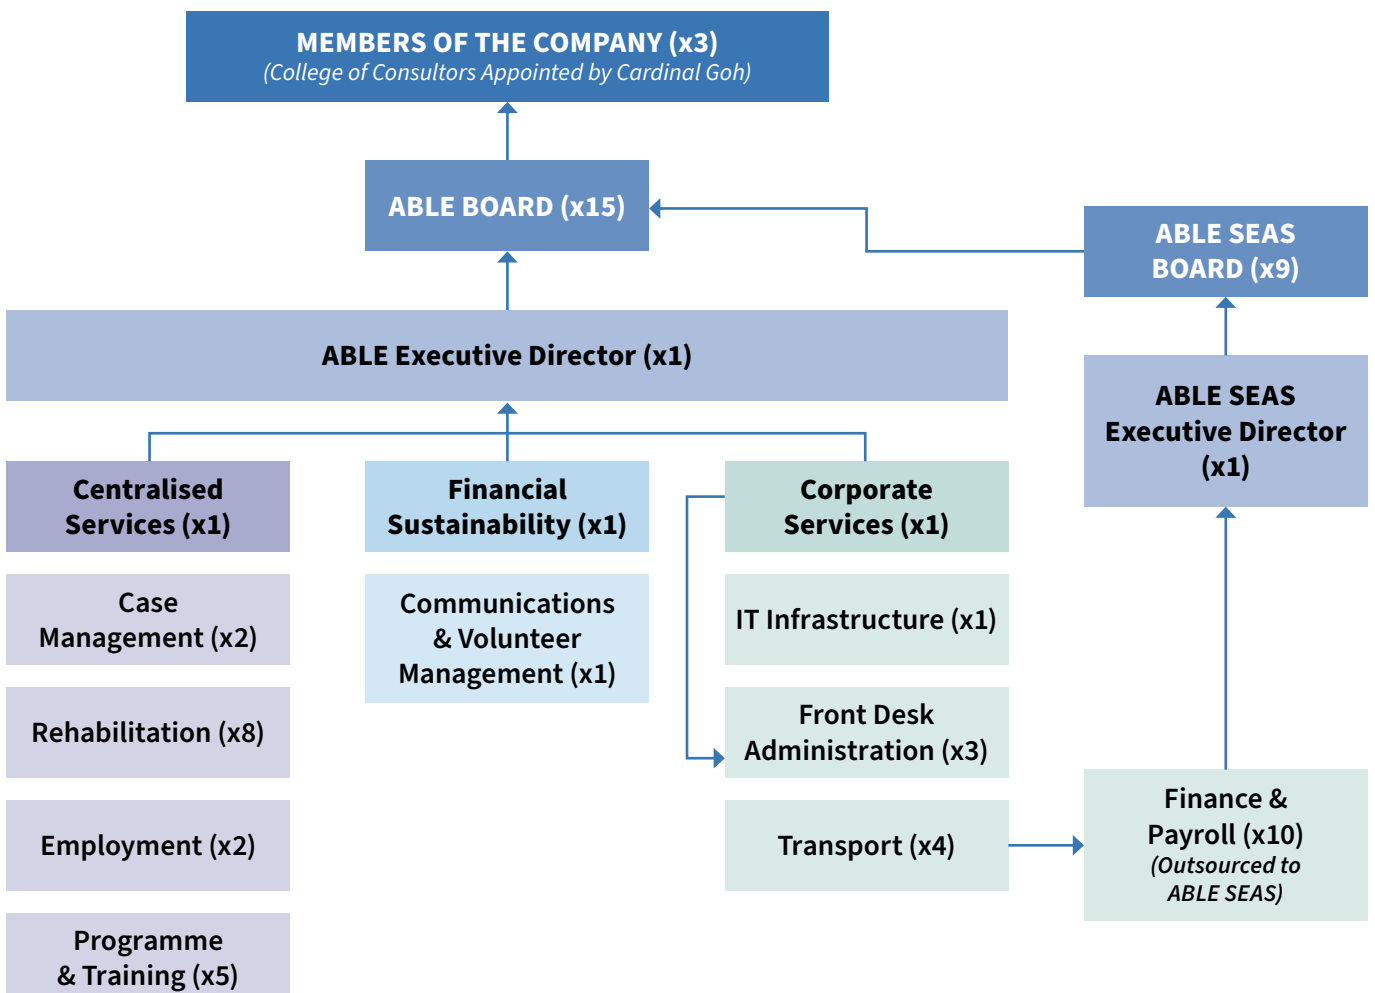 MEMBERS OF THE COMPANY (x3)
(College of Consultors Appointed by Cardinal Goh)
ABLE BOARD (x15)
ABLE SEAS
BOARD (x9)
ABLE Executive Director (x1)
ABLE SEAS
Executive Director
(x1)
Centralised
Services (x1)
Financial
Sustainability (x1)
Corporate
Services (x1)
Case
Management (x2)
Communications
& Volunteer
Management (x1)
IT Infrastructure (x1)
Rehabilitation (x8)
Front Desk
Administration (x3)
Employment (x2)
Transport (x4)
Finance &
Payroll (x10)
(Outsourced to
ABLE SEAS)
Programme
& Training (x5)